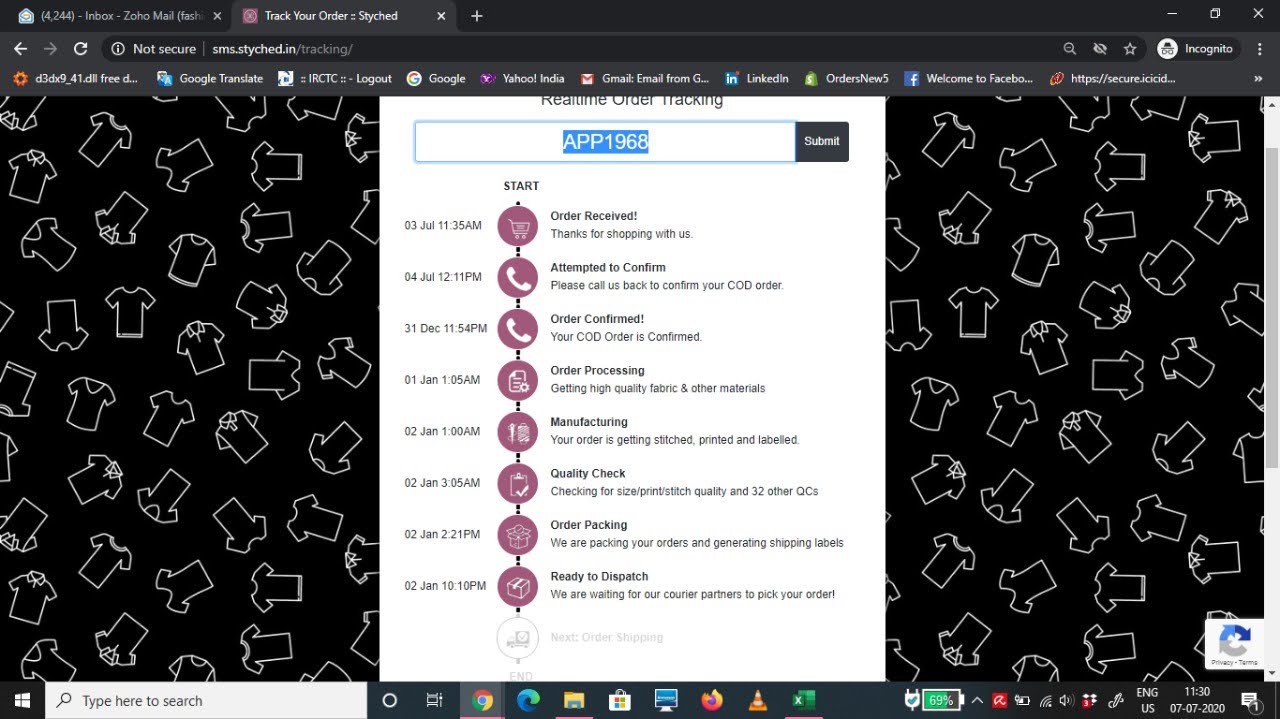 (4,244) - Inbox - Zoho Mail (fashi
Track Your Order :: Styched
Not secure
sms.styched.in/tracking/
Incognito
d3dx9_41.dll free d...
Google Translate
:: IRCTC :: - Logout
Google
Yahoo! India
Gmail: Email from G...
LinkedIn
OrdersNew5
Welcome to Facebo...
https://secure.icicid...
Realtime Order Tracking
APP1968
Submit
START
03 Jul 11:35AM
Order Received!
Thanks for shopping with us.
04 Jul 12:11PM
Attempted to Confirm
Please call us back to confirm your COD order.
31 Dec 11:54PM
Order Confirmed!
Your COD Order is Confirmed.
01 Jan 1:05AM
Order Processing
Getting high quality fabric & other materials
02 Jan 1:00AM
Manufacturing
Your order is getting stitched, printed and labelled.
02 Jan 3:05AM
Quality Check
Checking for size/print/stitch quality and 32 other QCs
02 Jan 2:21PM
Order Packing
We are packing your orders and generating shipping labels
02 Jan 10:10PM
Ready to Dispatch
We are waiting for our courier partners to pick your order!
Next: Order Shipping
END
Privacy - Terms
Type here to search
69%
ENG
US
11:30
07-07-2020
1